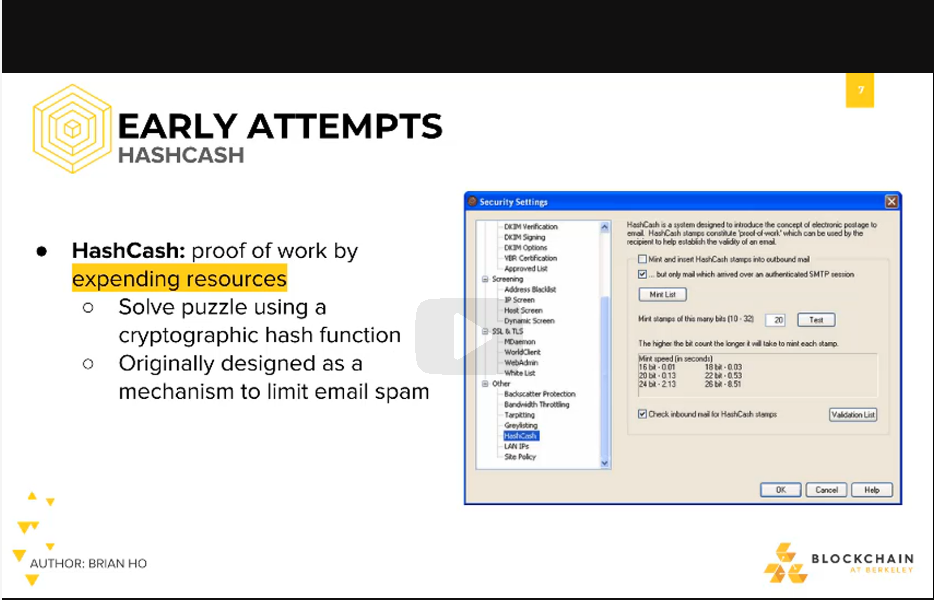 7
EARLY ATTEMPTS
HASHCASH
● HashCash: proof of work by
expending resources
○ Solve puzzle using a
cryptographic hash function
○ Originally designed as a
mechanism to limit email spam
Security Settings
DKIM Verification
DKIM Signing
DKIM Options
VBR Certification
Approved List
Screening
Address Blacklist
IP Screen
Host Screen
Dynamic Screen
SSL & TLS
MDaemon
WorldClient
WebAdmin
White List
Other
Backscatter Protection
Bandwidth Throttling
Tarpitting
Greylisting
HashCash
LAN IPs
Site Policy
HashCash is a system designed to introduce the concept of electronic postage to
email. HashCash stamps constitute 'proof of work' which can be used by the
recipient to help establish the validity of an email.
Mint and insert HashCash stamps into outbound mail
... but only mail which arrived over an authenticated SMTP session
Mint List
Mint stamps of this many bits (10 - 32) 20 Test
The higher the bit count the longer it will take to mint each stamp.
Mint speed (in seconds)
16 bit - 0.01 18 bit - 0.03
20 bit - 0.13 22 bit - 0.53
24 bit - 2.13 26 bit - 8.51
Check inbound mail for HashCash stamps Validation List
OK Cancel Help
AUTHOR: BRIAN HO
BLOCKCHAIN
AT BERKELEY